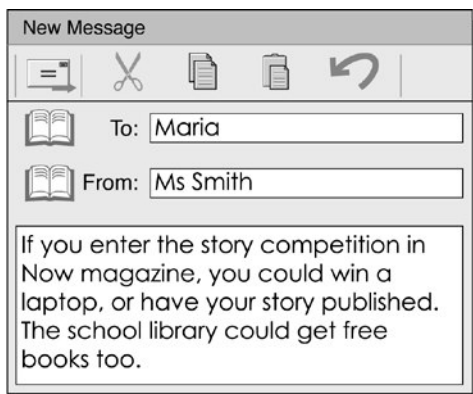 New Message
To: Maria
From: Ms Smith
If you enter the story competition in
Now magazine, you could win a
laptop, or have your story published.
The school library could get free
books too.